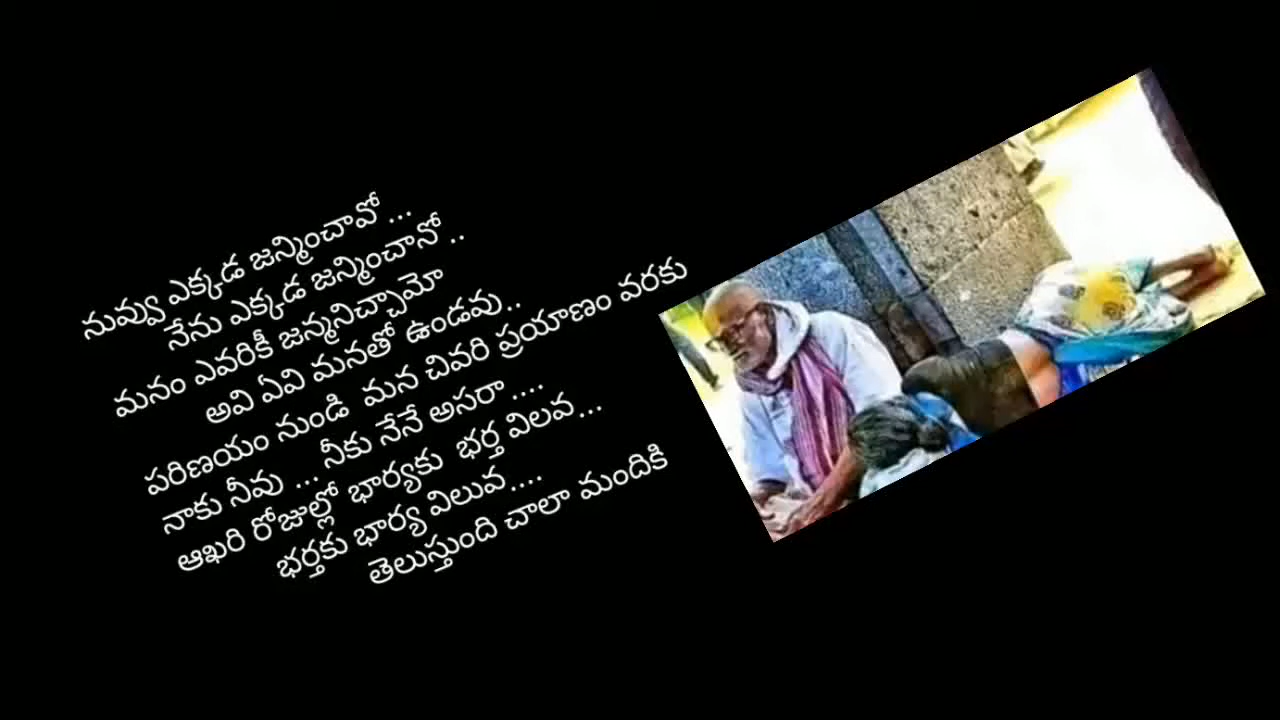 నువ్వు ఎక్కడ జన్మించావో ...
నేను ఎక్కడ జన్మించానో ..
మనం ఎవరికీ జన్మనిచ్చామో
అవి ఏవి మనతో ఉండవు..
పరిణయం నుండి మన చివరి ప్రయాణం వరకు
నాకు నీవు ... నీకు నేనే అసరా ....
ఆఖరి రోజుల్లో భార్యకు భర్త విలవ...
భర్తకు భార్య విలువ....
తెలుస్తుంది చాలా మందికి